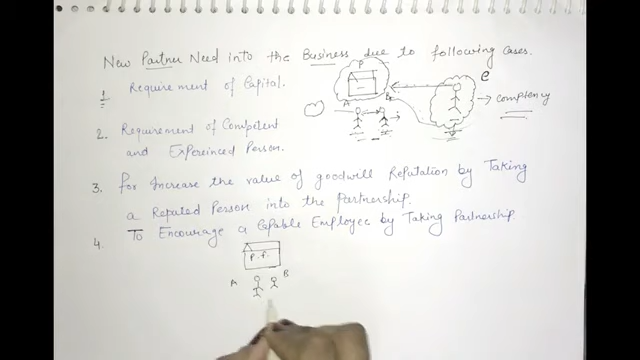 New Partner Need into the Business due to following Cases.
1 Requirement of Capital.
2. Requirement of Competent
and Expereinced Person.
3. For Increase the value of goodwill Reputation by Taking
a Reputed Person into the Partnership.
4. To Encourage a Capable Employee by Taking Partnership
P
A
B
C
→ Comptency
P.F.
A
B